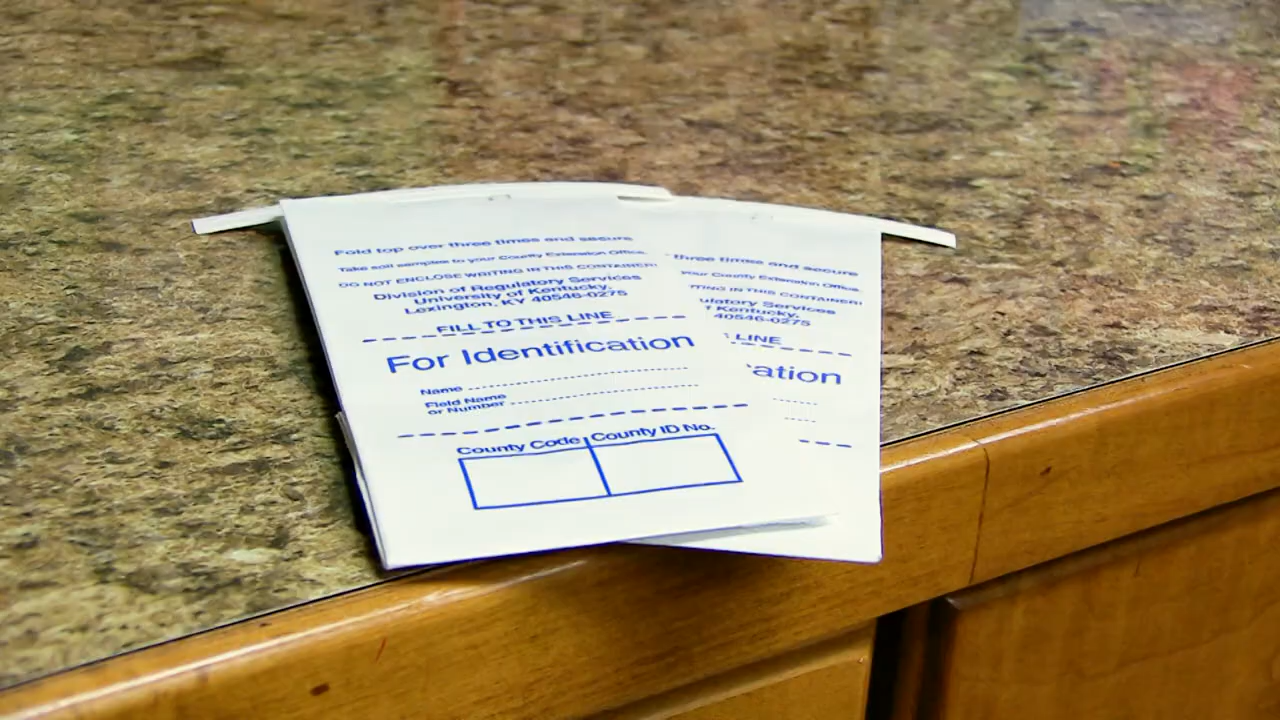 Fold top over three times and secure
Take soil samples to your County Extension Office.
DO NOT ENCLOSE WRITING IN THIS CONTAINER!
Division of Regulatory Services
University of Kentucky,
Lexington, KY 40546-0275
FILL TO THIS LINE
For Identification
Name
Field Name
or Number
County Code County ID No.
three times and secure
your County Extension Office.
TING IN THIS CONTAINER!
ulatory Services
f Kentucky,
40546-0275
LINE
ation